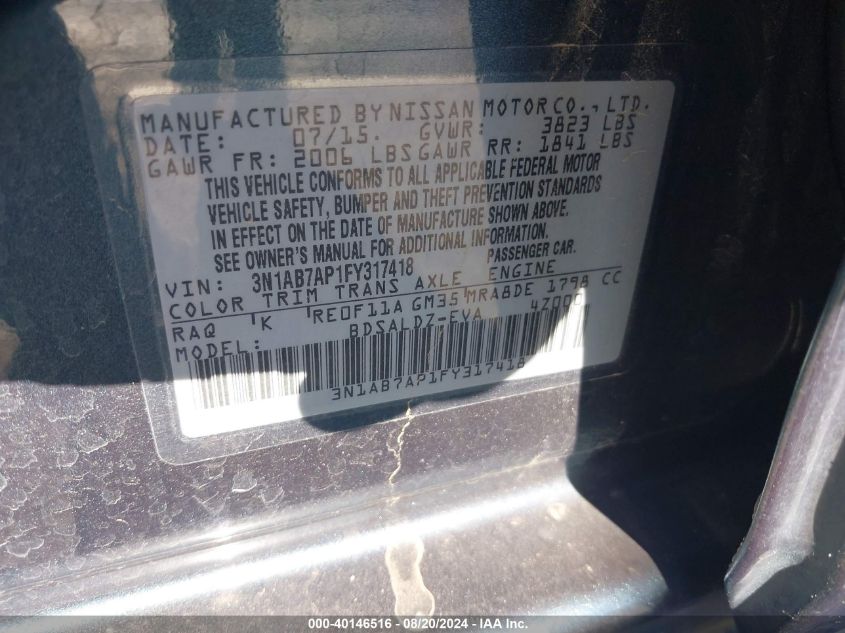 MANUFACTURED BY NISSAN MOTOR CO., LTD.
DATE: 07/15. GVWR: 3823 LBS
GAWR FR: 2006 LBS GAWR RR: 1841 LBS
THIS VEHICLE CONFORMS TO ALL APPLICABLE FEDERAL MOTOR
VEHICLE SAFETY, BUMPER AND THEFT PREVENTION STANDARDS
IN EFFECT ON THE DATE OF MANUFACTURE SHOWN ABOVE.
SEE OWNER'S MANUAL FOR ADDITIONAL INFORMATION.
VIN: 3N1AB7AP1FY317418 PASSENGER CAR.
COLOR TRIM TRANS AXLE ENGINE
RAQ 'K 'RE0F11A GM35'MRA8DE 1798 CC
MODEL: BDSALDZ-EVA 4Z000
3N1AB7AP1FY317418
000-40146516 - 08/20/2024 - IAAI.com